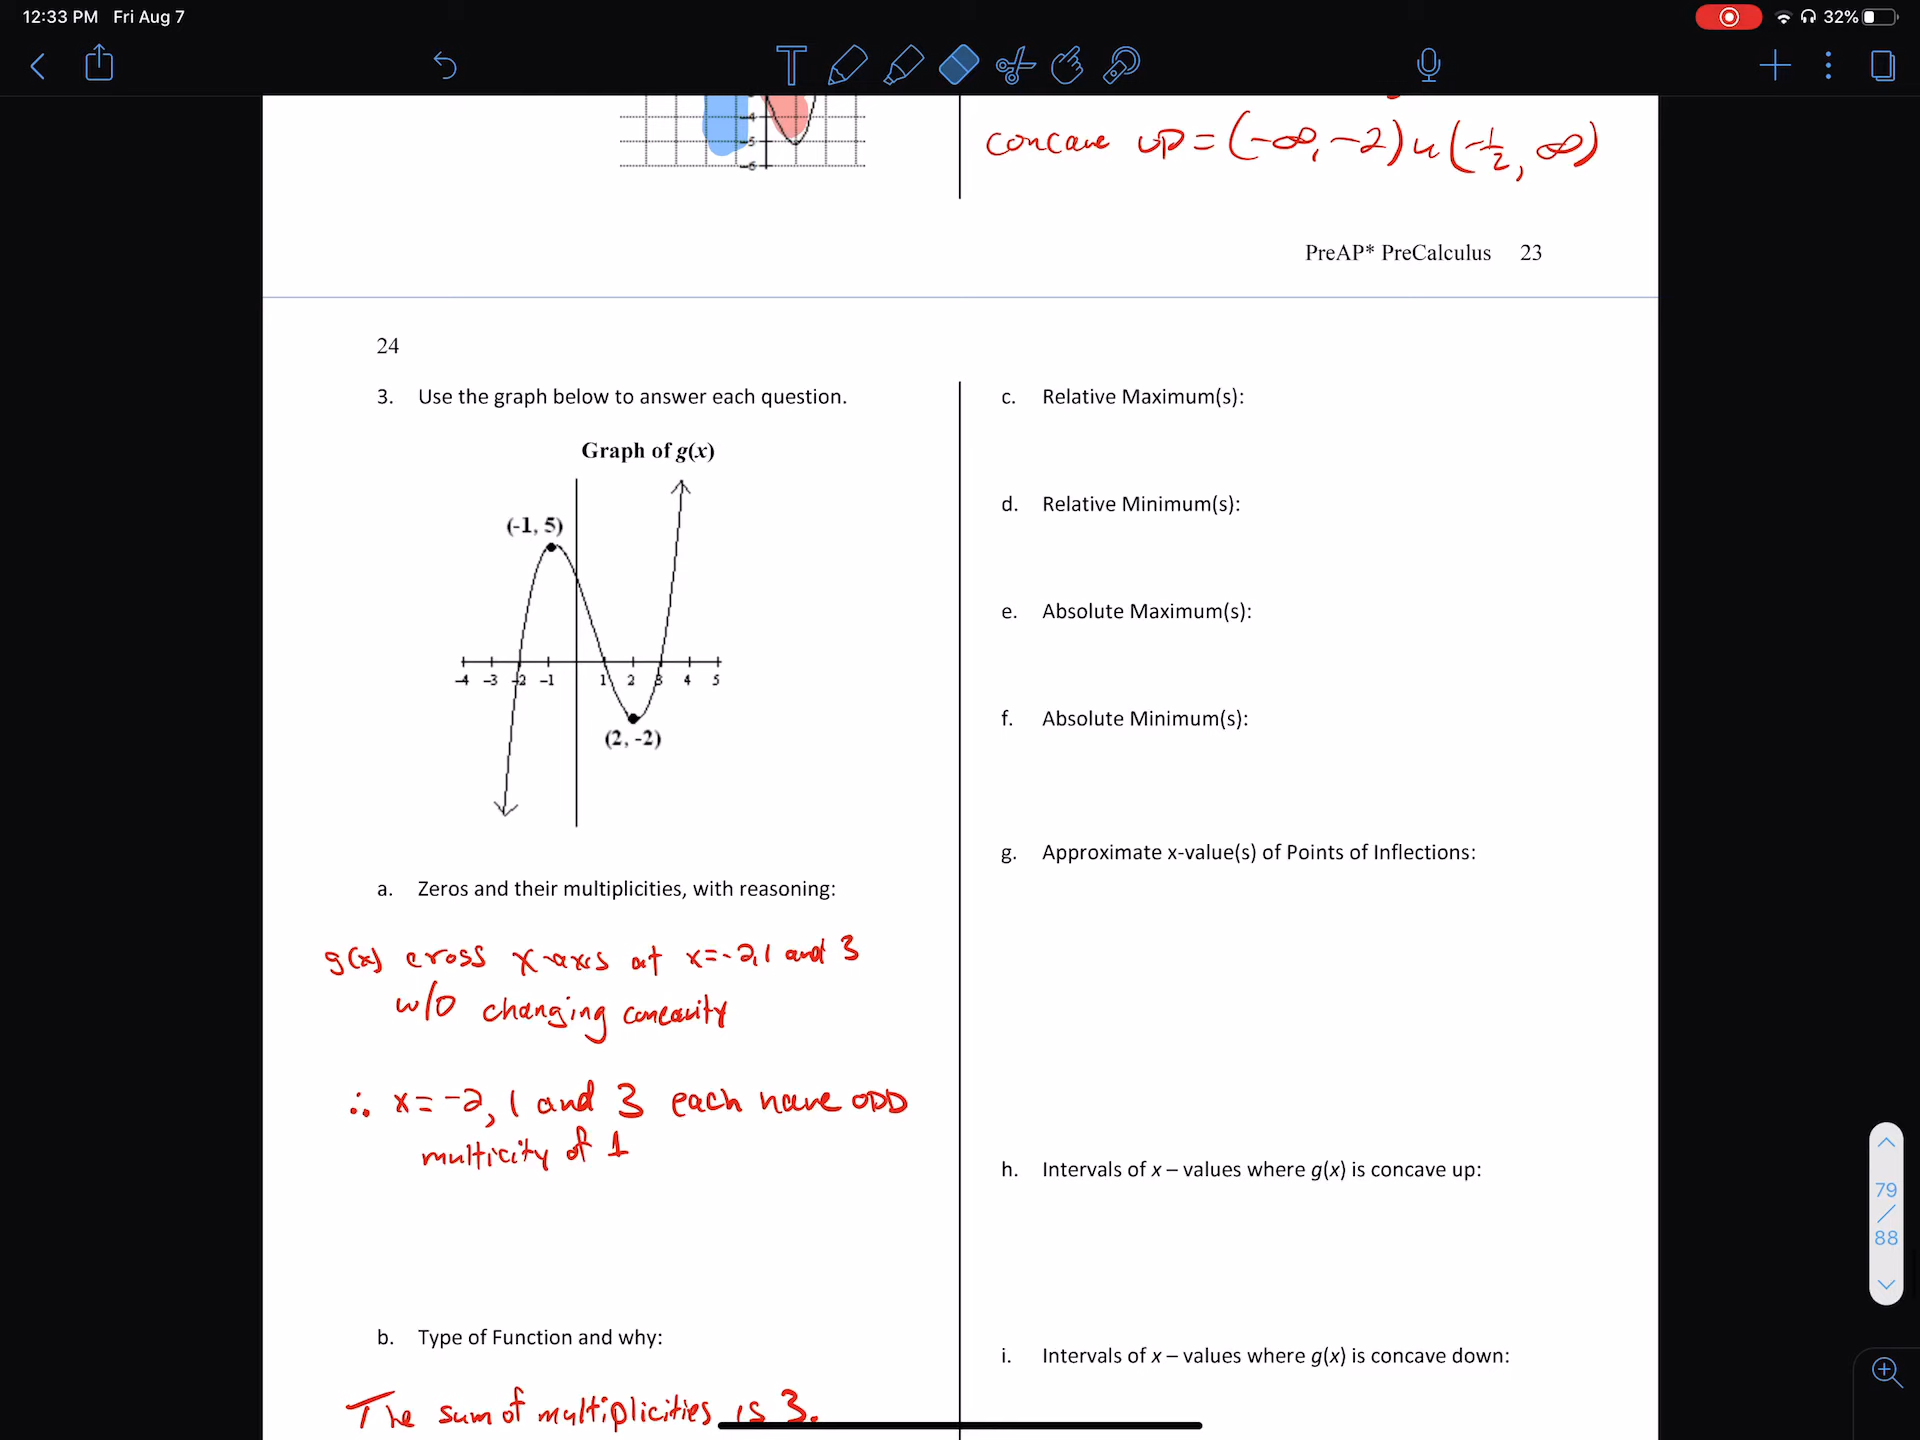 12:33 PM Fri Aug 7
32%
-4
-5
-6
concave up = (-∞, -2) u (-1/2, ∞)
PreAP* PreCalculus 23
24
3. Use the graph below to answer each question.
Graph of g(x)
(-1, 5)
-4 -3 -2 -1 1 2 3 4 5
(2, -2)
a. Zeros and their multiplicities, with reasoning:
g(x) cross x-axis at x=-2,1 and 3
w/o changing concavity
∴ x = -2, 1 and 3 each have ODD
multicity of 1
b. Type of Function and why:
The sum of multiplicities is 3.
c. Relative Maximum(s):
d. Relative Minimum(s):
e. Absolute Maximum(s):
f. Absolute Minimum(s):
g. Approximate x-value(s) of Points of Inflections:
h. Intervals of x – values where g(x) is concave up:
i. Intervals of x – values where g(x) is concave down:
79
/
88